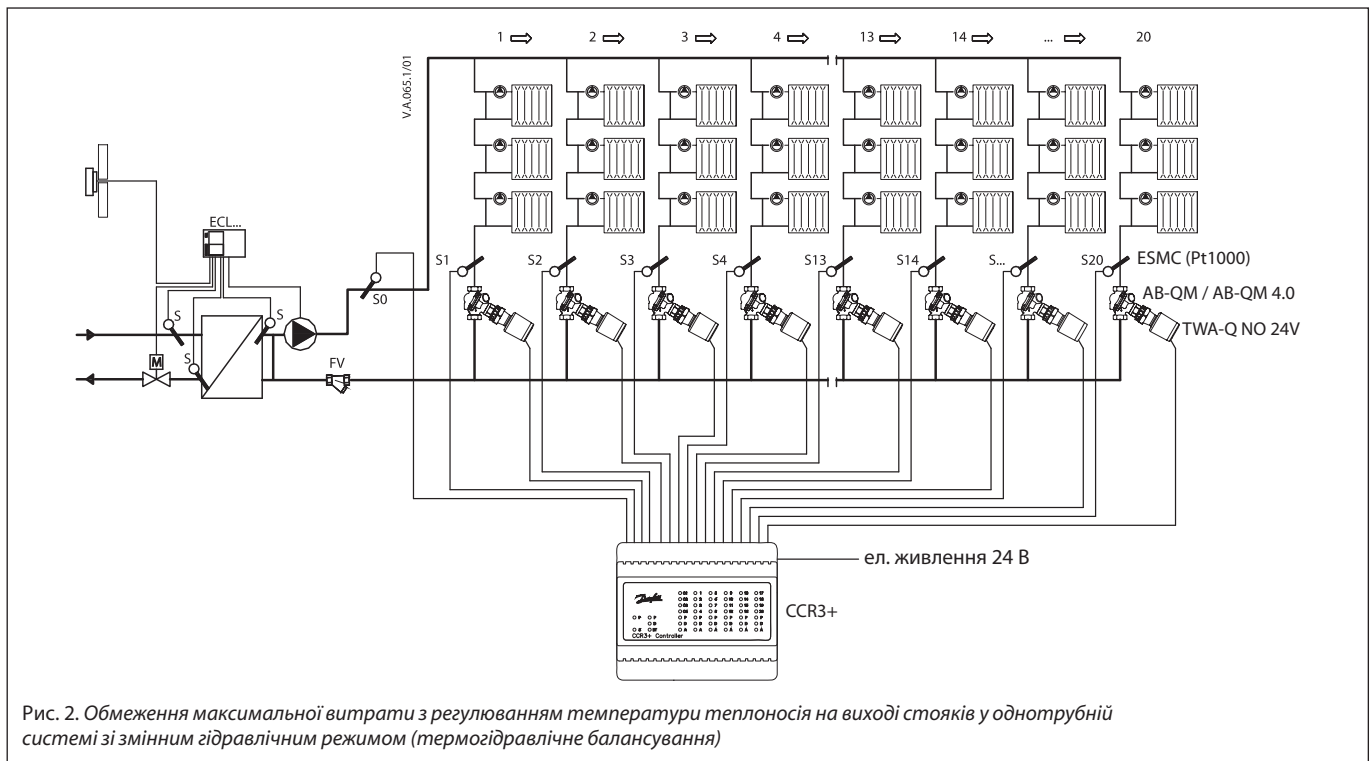 1 2 3 4 13 14 ... 20
V.A.065.1/01
ECL...
S0
S1 S2 S3 S4 S13 S14 S... S20
ESMC (Pt1000)
AB-QM / AB-QM 4.0
TWA-Q NO 24V
S S
S
M
FV
ел. живлення 24 В
Danfoss
CCR3+
CCR3+ Controller
Рис. 2. Обмеження максимальної витрати з регулюванням температури теплоносія на виході стояків у однотрубній
системі зі змінним гідравлічним режимом (термогідравлічне балансування)